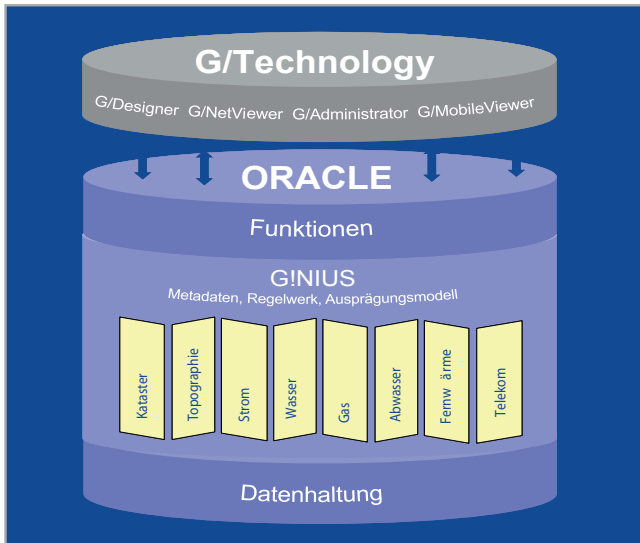 G/Technology
G/Designer G/NetViewer G/Administrator G/MobileViewer
ORACLE
Funktionen
G!NIUS
Metadaten, Regelwerk, Ausprägungsmodell
Kataster
Topographie
Strom
Wasser
Gas
Abwasser
Fernw ärme
Telekom
Datenhaltung